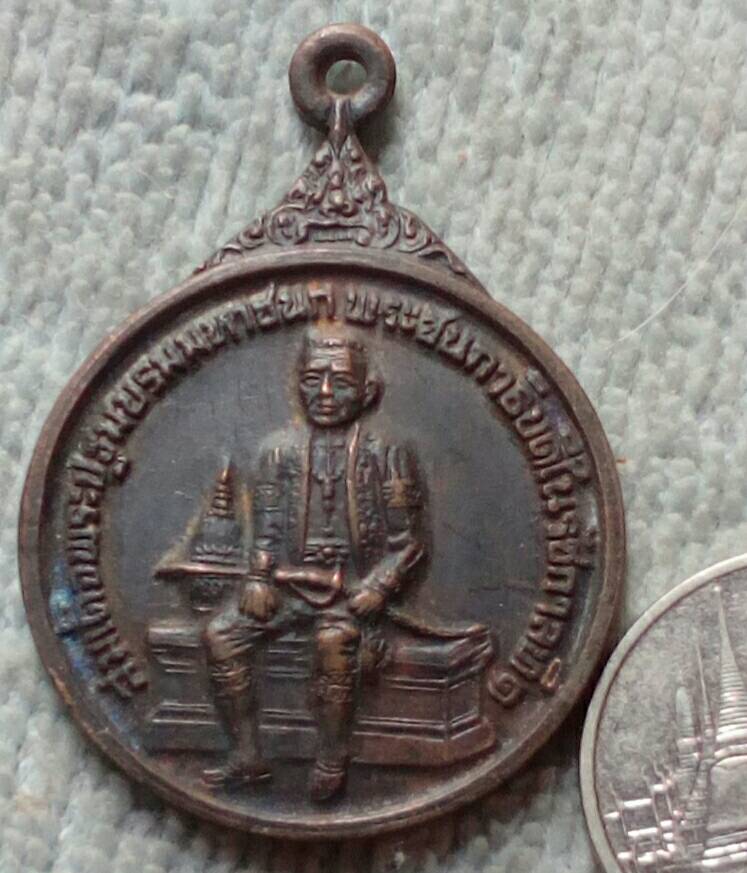 สมเด็จพระปฐมบรมมหาชนก พระชนกาธิบดีในรัชกาลที่ ๑